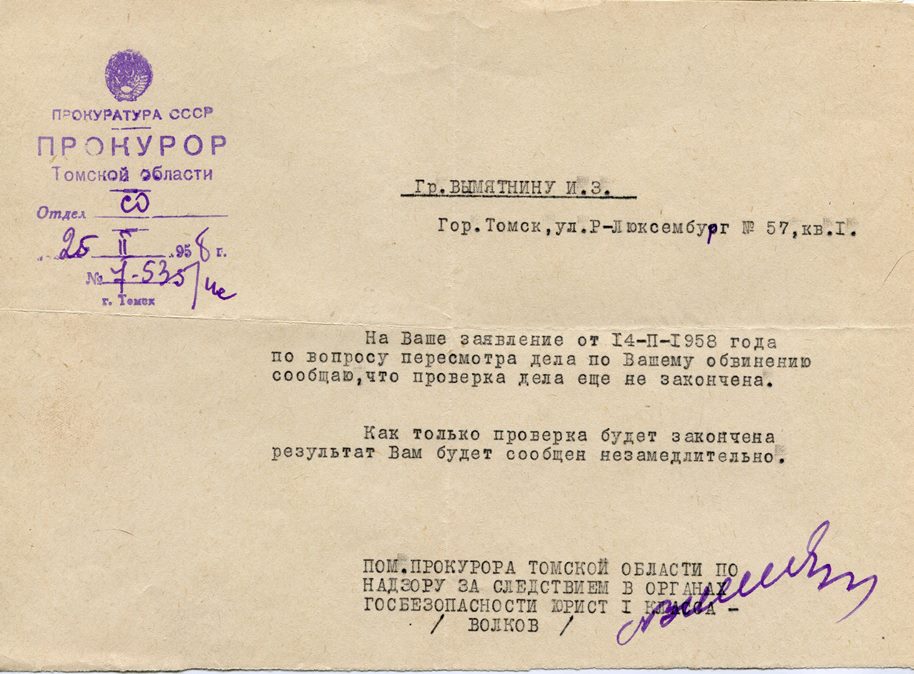 ПРОКУРАТУРА СССР
ПРОКУРОР
Томской области
Отдел СО
„25 II 1958 г.
№ 7-535/
г. Томск
Гр.ВЫМЯТНИНУ И.З.
Гор.Томск,ул.Р-Люксембург № 57,кв.I.
На Ваше заявление от I4-II-I958 года
по вопросу пересмотра дела по Вашему обвинению
сообщаю,что проверка дела еще не закончена.
Как только проверка будет закончена
результат Вам будет сообщен незамедлительно.
ПОМ.ПРОКУРОРА ТОМСКОЙ ОБЛАСТИ ПО
НАДЗОРУ ЗА СЛЕДСТВИЕМ В ОРГАНАХ
ГОСБЕЗОПАСНОСТИ ЮРИСТ I КЛАССА –
/ ВОЛКОВ /